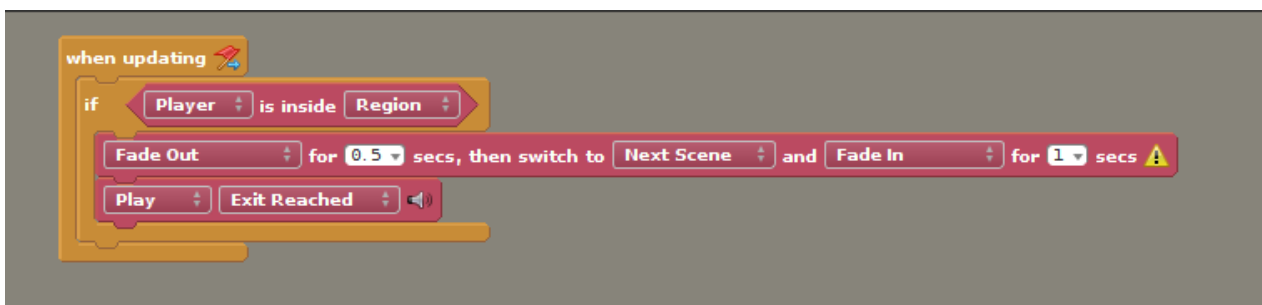 when updating
if Player is inside Region
Fade Out for 0.5 secs, then switch to Next Scene and Fade In for 1 secs
Play Exit Reached